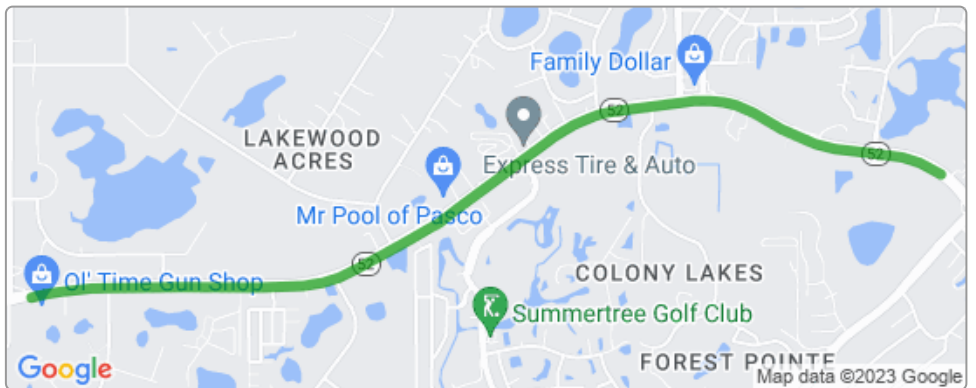 Family Dollar
52
LAKEWOOD
ACRES
Express Tire & Auto
52
Mr Pool of Pasco
52
COLONY LAKES
Ol' Time Gun Shop
K.
Summertree Golf Club
FOREST POINTE
Google
Map data ©2023 Google